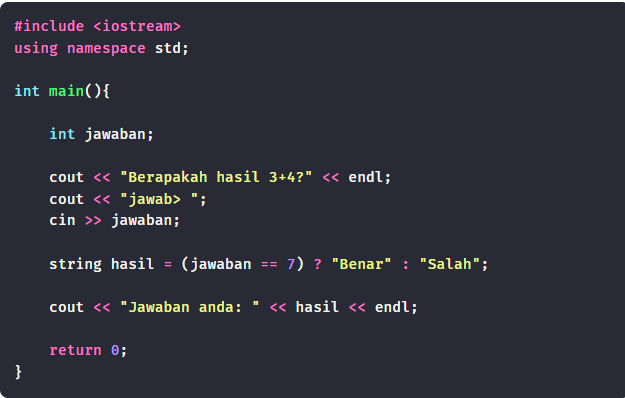 #include <iostream>
using namespace std;
int main(){
int jawaban;
cout << "Berapakah hasil 3+4?" << endl;
cout << "jawab> ";
cin >> jawaban;
string hasil = (jawaban == 7) ? "Benar" : "Salah";
cout << "Jawaban anda: " << hasil << endl;
return 0;
}